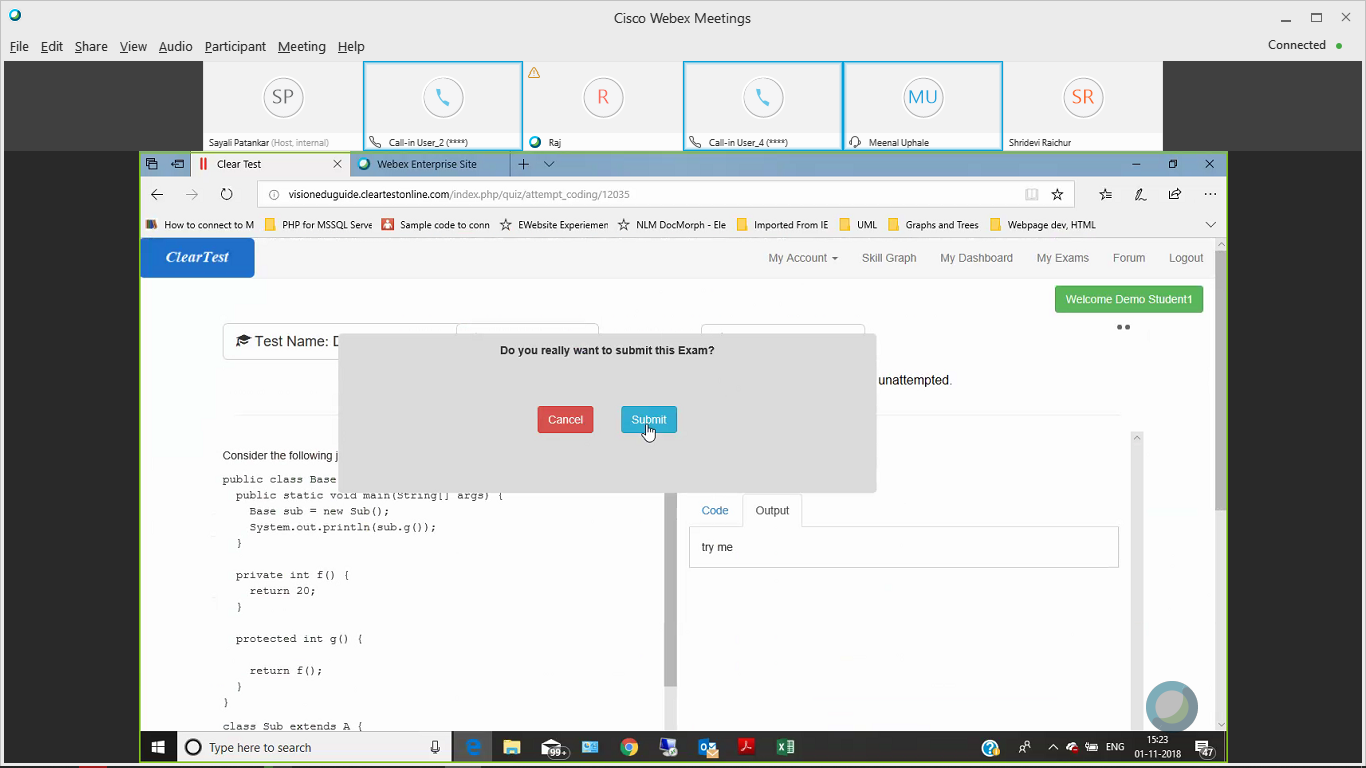 Cisco Webex Meetings
File Edit Share View Audio Participant Meeting Help
Connected
SP
R
MU
SR
Sayali Patankar (Host, internal)
Call-in User_2 (****)
Raj
Call-in User_4 (****)
Meenal Uphale
Shridevi Raichur
Clear Test
Webex Enterprise Site
visioneduguide.cleartestonline.com/index.php/quiz/attempt_coding/12035
How to connect to M
PHP for MSSQL Serve
Sample code to conn
EWebsite Experiemen
NLM DocMorph - Ele
Imported From IE
UML
Graphs and Trees
Webpage dev, HTML
ClearTest
My Account
Skill Graph
My Dashboard
My Exams
Forum
Logout
Welcome Demo Student1
Test Name: D
Do you really want to submit this Exam?
unattempted.
Cancel
Submit
Consider the following j
public class Base
public static void main(String[] args) {
Base sub = new Sub();
System.out.println(sub.g());
}
private int f() {
return 20;
}
protected int g() {
return f();
}
}
class Sub extends A {
Code
Output
try me
Type here to search
99+
ENG
15:23
01-11-2018
47